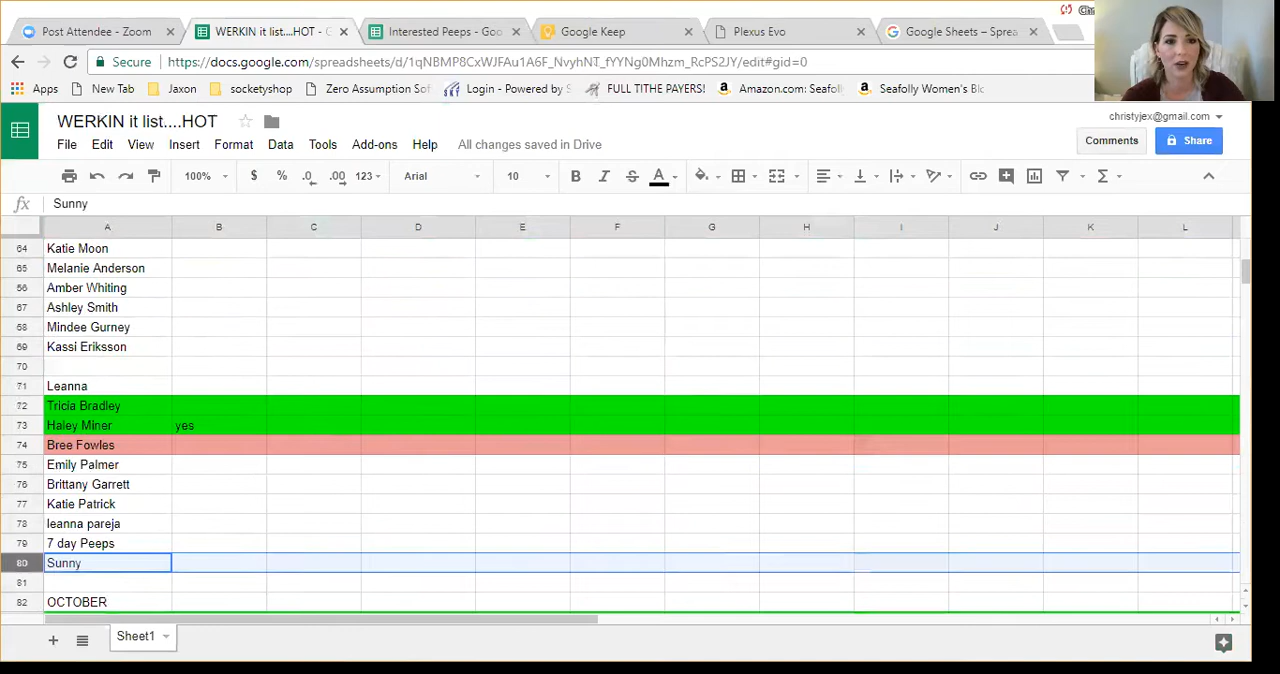 Post Attendee - Zoom
WERKIN it list....HOT - G
Interested Peeps - Goo
Google Keep
Plexus Evo
Google Sheets – Sprea
Secure
https://docs.google.com/spreadsheets/d/1qNBMP8CxWJFAu1A6F_NvyhNT_fYYNg0Mhzm_RcPS2JY/edit#gid=0
Apps
New Tab
Jaxon
socketyshop
Zero Assumption Sof
Login - Powered by S
FULL TITHE PAYERS!
Amazon.com: Seafoll
Seafolly Women's Blo
WERKIN it list....HOT
christyjex@gmail.com
File Edit View Insert Format Data Tools Add-ons Help All changes saved in Drive
Comments
Share
100% $ % .0 .00 123 Arial 10 B I S A
fx Sunny
A B C D E F G H I J K L
64 Katie Moon
65 Melanie Anderson
66 Amber Whiting
67 Ashley Smith
68 Mindee Gurney
69 Kassi Eriksson
70
71 Leanna
72 Tricia Bradley
73 Haley Miner yes
74 Bree Fowles
75 Emily Palmer
76 Brittany Garrett
77 Katie Patrick
78 leanna pareja
79 7 day Peeps
80 Sunny
81
82 OCTOBER
Sheet1